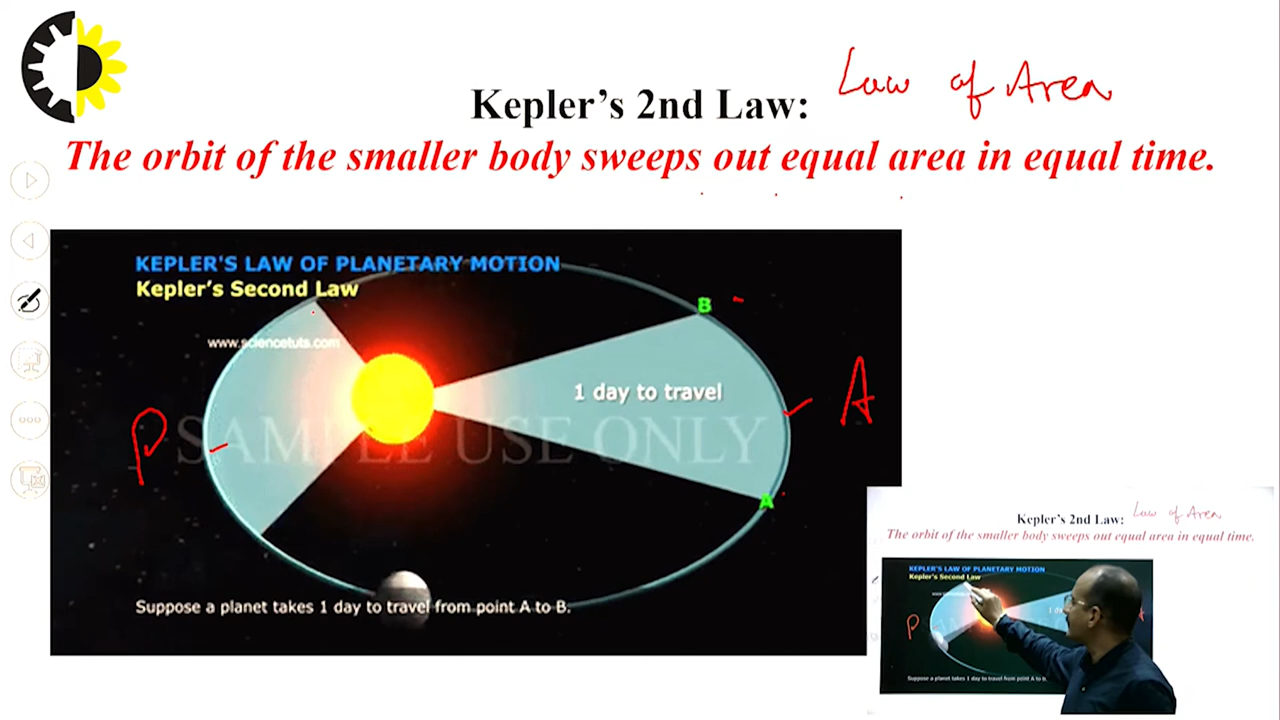 Law of Area
Kepler's 2nd Law:
The orbit of the smaller body sweeps out equal area in equal time.
KEPLER'S LAW OF PLANETARY MOTION
Kepler's Second Law
B
www.sciencetuts.com
1 day to travel
A
P
SAMPLE USE ONLY
A
Suppose a planet takes 1 day to travel from point A to B.
Kepler's 2nd Law: Law of Area
The orbit of the smaller body sweeps out equal area in equal time.
KEPLER'S LAW OF PLANETARY MOTION
Kepler's Second Law
P
Suppose a planet takes 1 day to travel from point A to B.